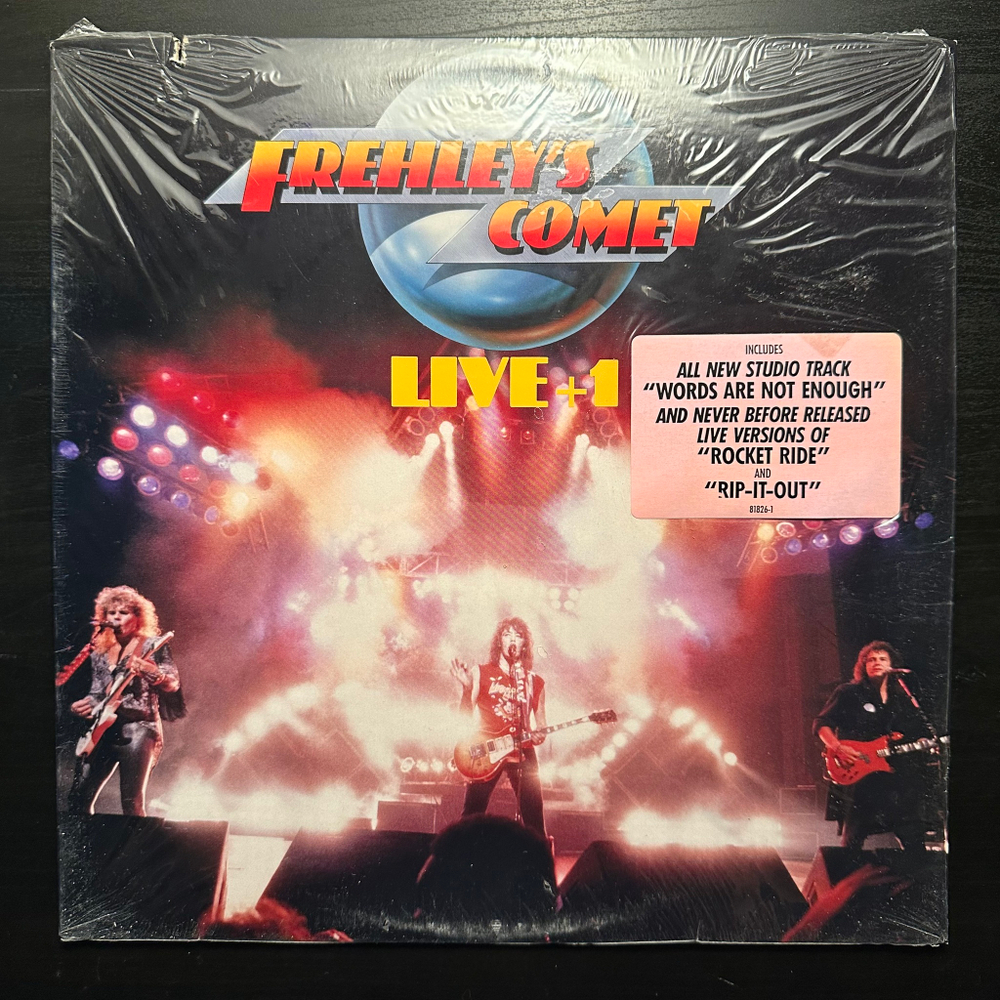 FREHLEY'S
COMET
LIVE +1
INCLUDES
ALL NEW STUDIO TRACK
"WORDS ARE NOT ENOUGH"
AND NEVER BEFORE RELEASED
LIVE VERSIONS OF
"ROCKET RIDE"
AND
"RIP-IT-OUT"
81826-1